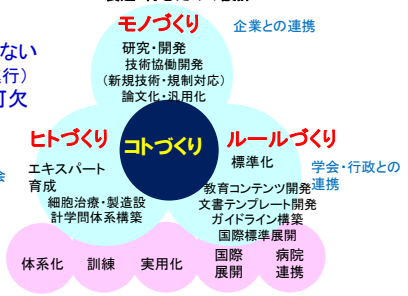 モノづくり
企業との連携
研究・開発
技術協働開発
（新規技術・規制対応）
論文化・汎用化
ない
行）
可欠
ヒトづくり
コトづくり
ルールづくり
エキスパート
育成
細胞治療・製造設
計学問体系構築
標準化
教育コンテンツ開発
文書テンプレート開発
ガイドライン構築
国際標準展開
学会・行政との
連携
会
体系化
訓練
実用化
国際
展開
病院
連携